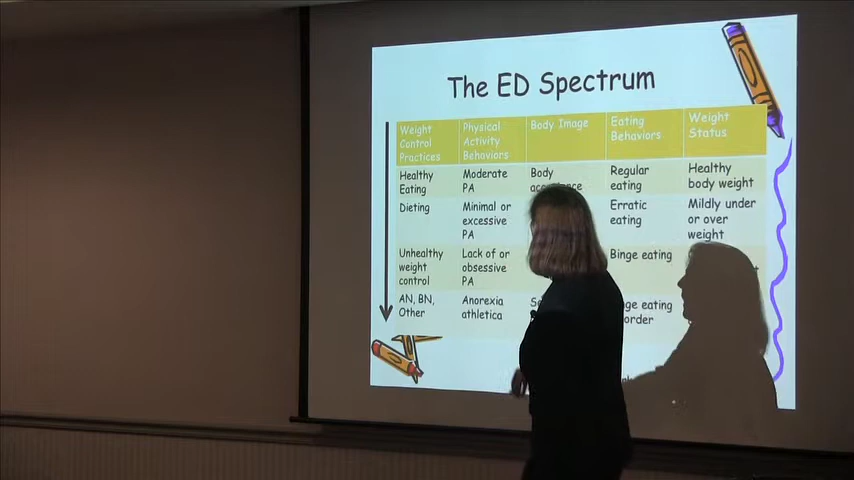 The ED Spectrum
Weight
Control
Practices
Physical
Activity
Behaviors
Body Image
Eating
Behaviors
Weight
Status
Healthy
Eating
Moderate
PA
Body
Regular
eating
Healthy
body weight
Dieting
Minimal or
excessive
PA
Erratic
eating
Mildly under
or over
weight
Unhealthy
weight
control
Lack of or
obsessive
PA
Binge eating
AN, BN,
Other
Anorexia
athletica
eating